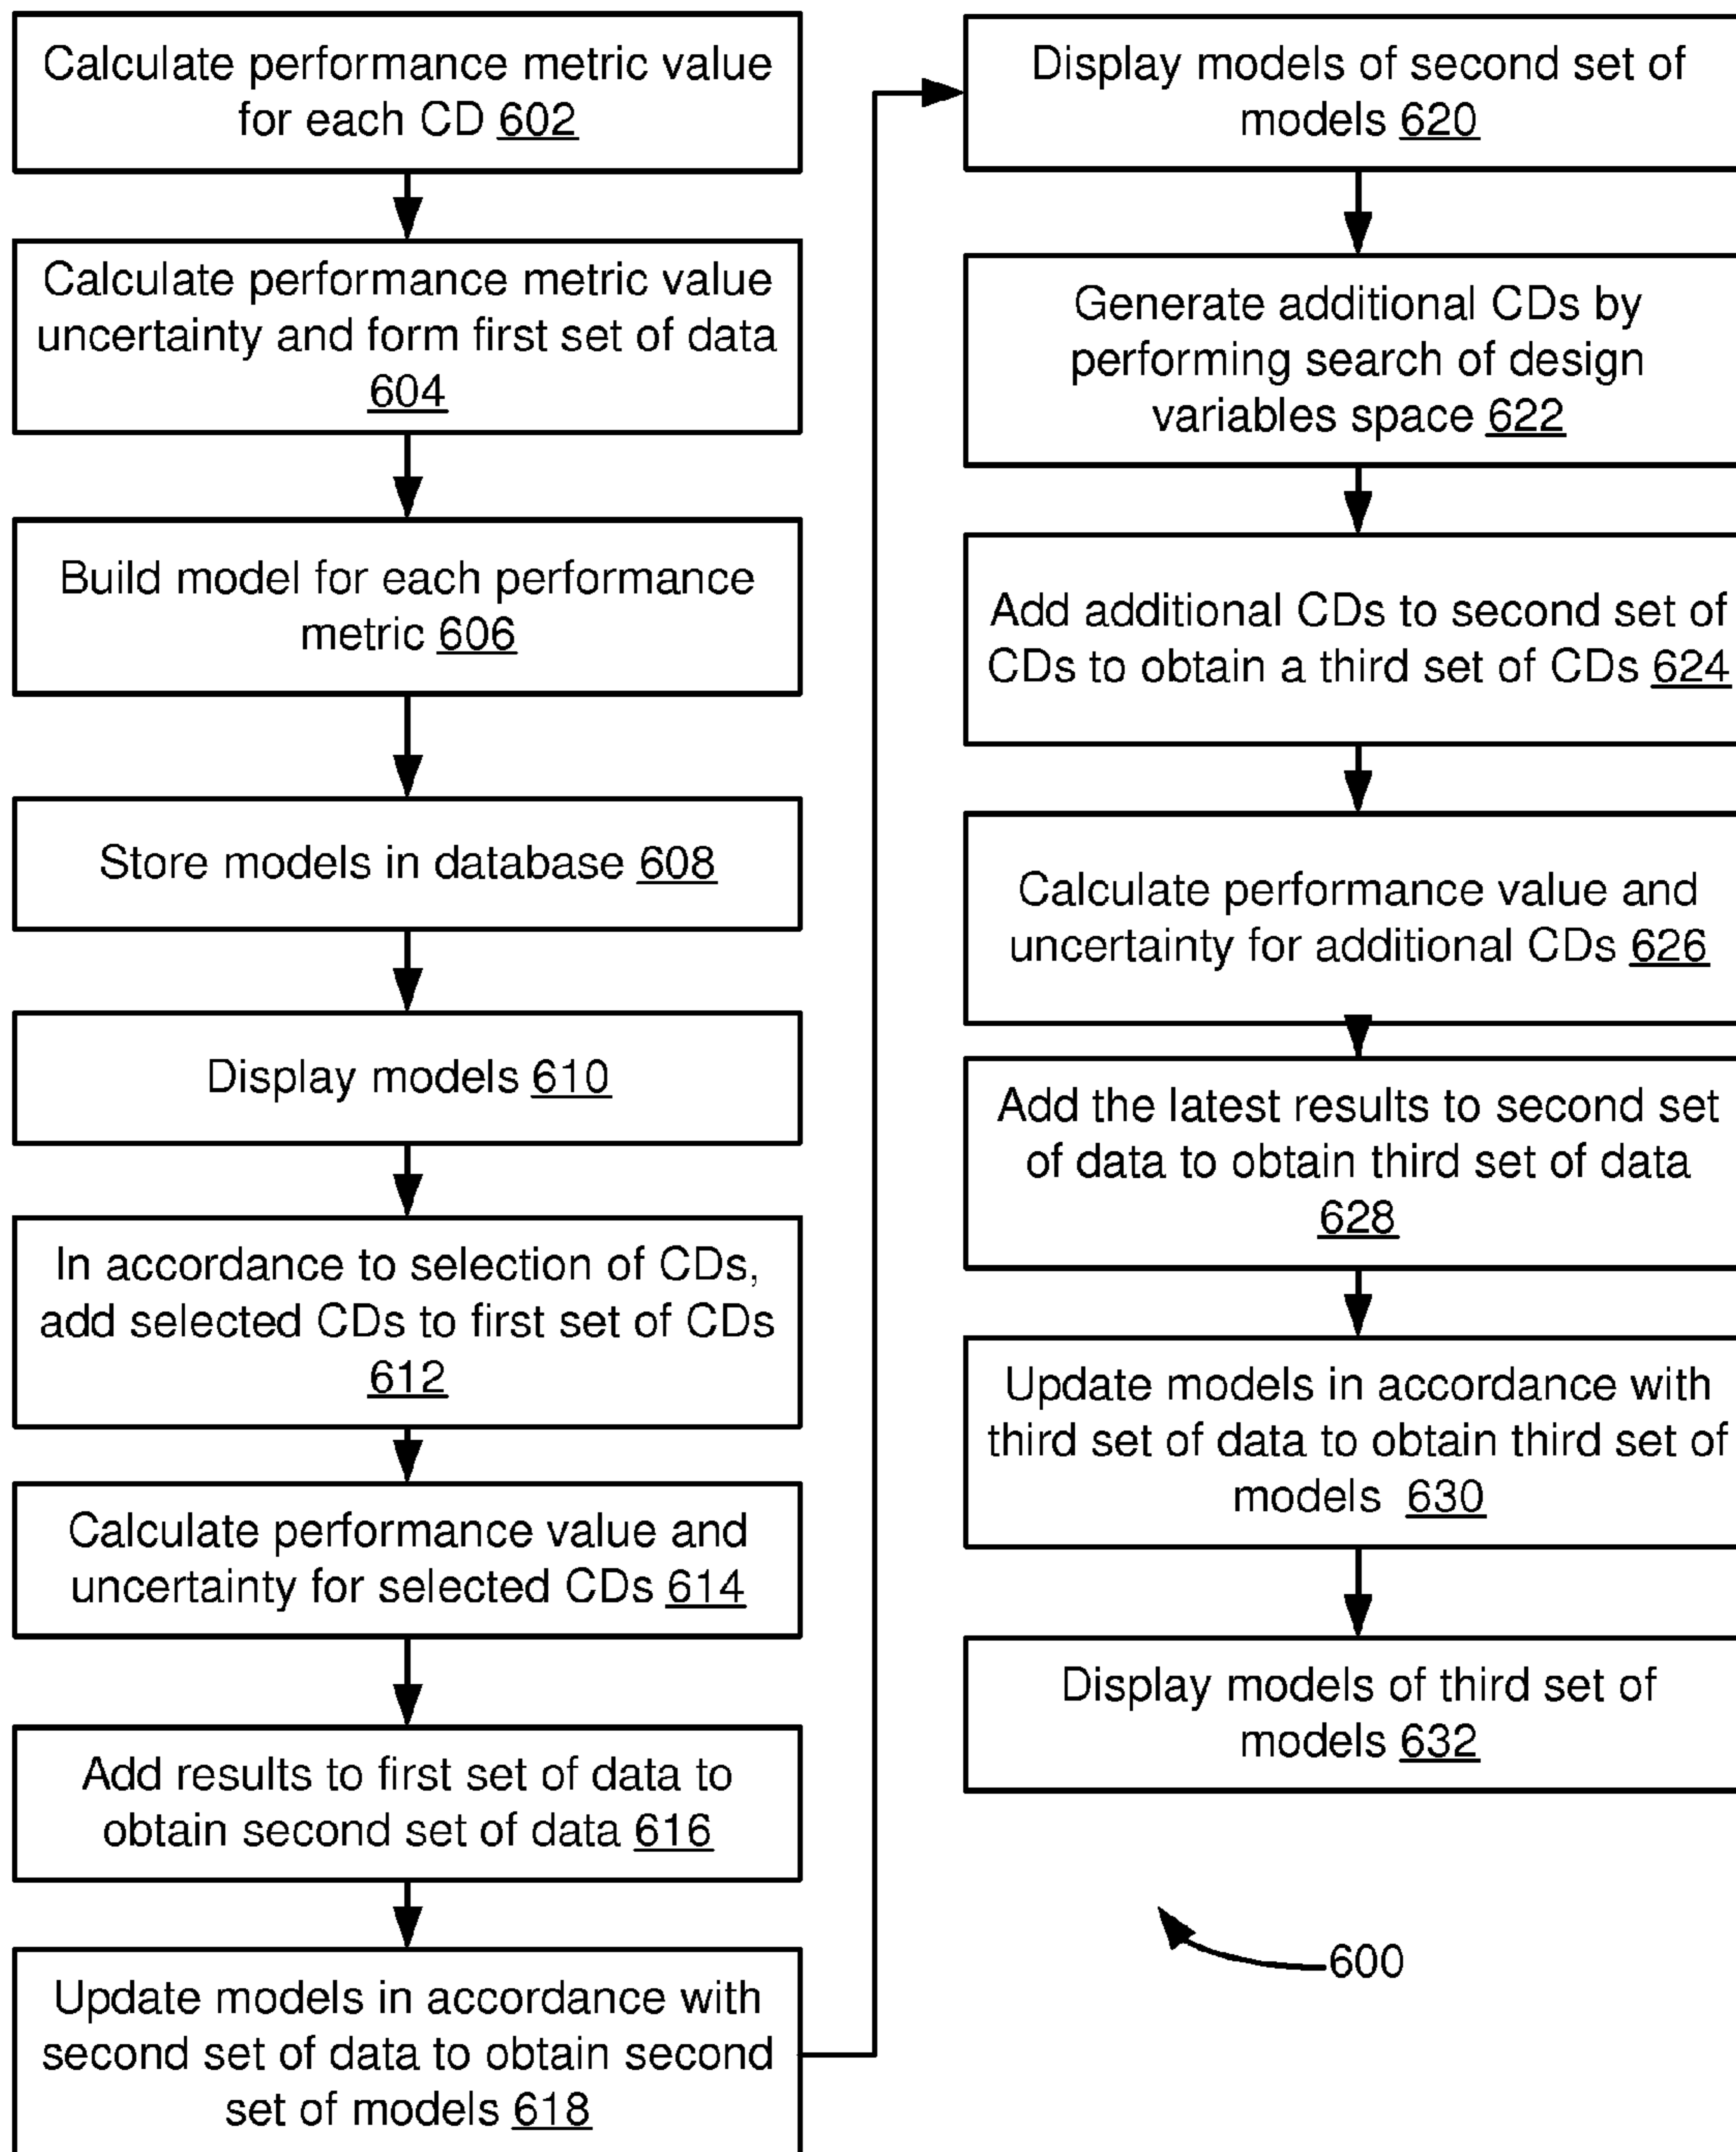 Calculate performance metric value
for each CD 602
Calculate performance metric value
uncertainty and form first set of data
604
Build model for each performance
metric 606
Store models in database 608
Display models 610
In accordance to selection of CDs,
add selected CDs to first set of CDs
612
Calculate performance value and
uncertainty for selected CDs 614
Add results to first set of data to
obtain second set of data 616
Update models in accordance with
second set of data to obtain second
set of models 618
Display models of second set of
models 620
Generate additional CDs by
performing search of design
variables space 622
Add additional CDs to second set of
CDs to obtain a third set of CDs 624
Calculate performance value and
uncertainty for additional CDs 626
Add the latest results to second set
of data to obtain third set of data
628
Update models in accordance with
third set of data to obtain third set of
models 630
Display models of third set of
models 632
600